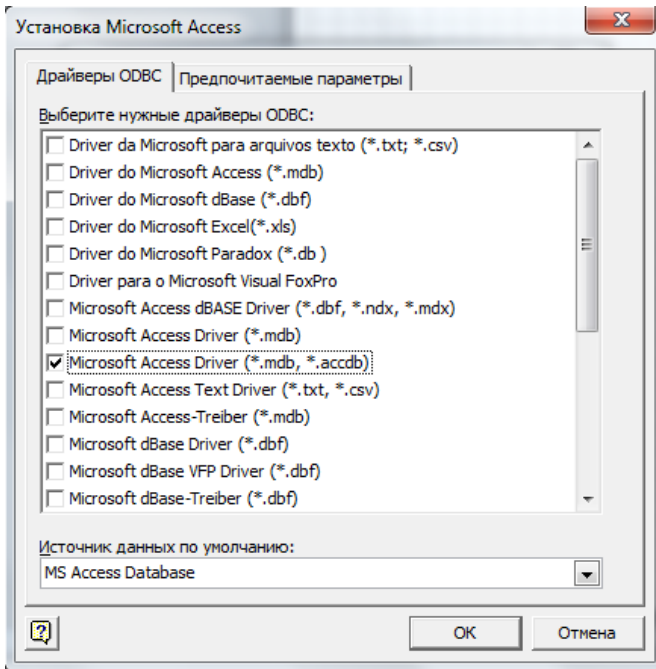 Установка Microsoft Access
Драйверы ODBC Предпочитаемые параметры
Выберите нужные драйверы ODBC:
Driver da Microsoft para arquivos texto (*.txt; *.csv)
Driver do Microsoft Access (*.mdb)
Driver do Microsoft dBase (*.dbf)
Driver do Microsoft Excel(*.xls)
Driver do Microsoft Paradox (*.db )
Driver para o Microsoft Visual FoxPro
Microsoft Access dBASE Driver (*.dbf, *.ndx, *.mdx)
Microsoft Access Driver (*.mdb)
Microsoft Access Driver (*.mdb, *.accdb)
Microsoft Access Text Driver (*.txt, *.csv)
Microsoft Access-Treiber (*.mdb)
Microsoft dBase Driver (*.dbf)
Microsoft dBase VFP Driver (*.dbf)
Microsoft dBase-Treiber (*.dbf)
Источник данных по умолчанию:
MS Access Database
OK Отмена